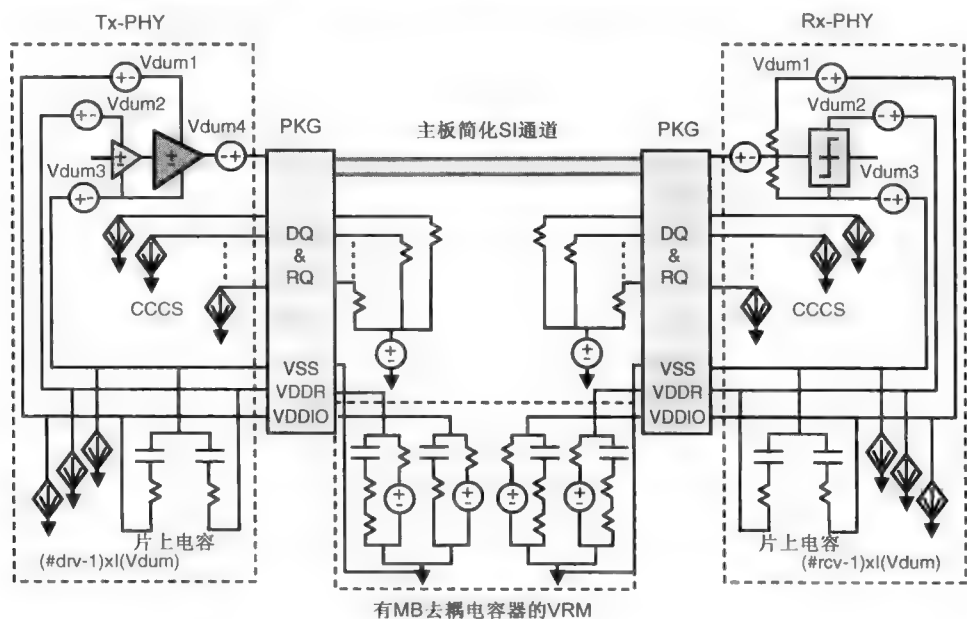 Tx-PHY
Rx-PHY
Vdum1
Vdum2
Vdum4
Vdum3
PKG
主板简化SI通道
PKG
Vdum1
Vdum2
Vdum3
DQ
&
RQ
DQ
&
RQ
CCCS
CCCS
VSS
VDDR
VDDIO
VSS
VDDR
VDDIO
片上电容
(#drv-1)xI(Vdum)
片上电容
(#rcv-1)xI(Vdum)
有MB去耦电容器的VRM